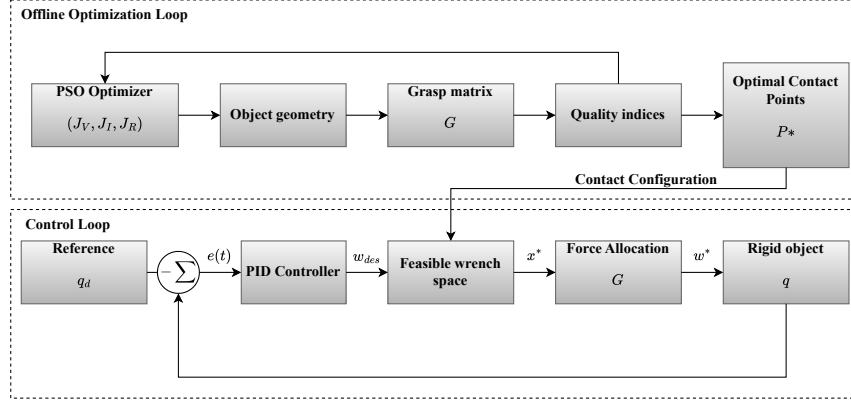 Offline Optimization Loop
PSO Optimizer
(J_V, J_I, J_R)
Object geometry
Grasp matrix
G
Quality indices
Optimal Contact
Points
P*
Contact Configuration
Control Loop
Reference
q_d
-∑
e(t)
PID Controller
w_des
Feasible wrench
space
x*
Force Allocation
G
w*
Rigid object
q